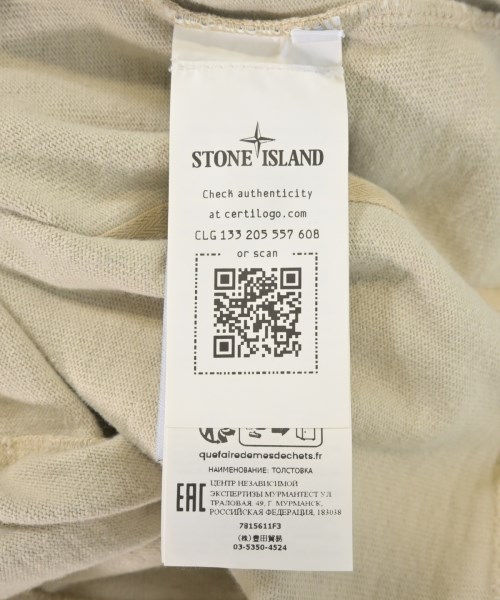 STONE ISLAND
Check authenticity
at certilogo.com
CLG 133 205 557 608
or scan
quefairedemesdechets.fr
НАИМЕНОВАНИЕ: ТОЛСТОВКА
EAC
ЦЕНТР НЕЗАВИСИМОЙ
ЭКСПЕРТИЗЫ МУРМАНТЕСТ УЛ
ТРАЛОВАЯ. 49, Г. МУРМАНСК,
РОССИЙСКАЯ ФЕДЕРАЦИЯ, 183038
7815611F3
(株)豊田貿易
03-5350-4524